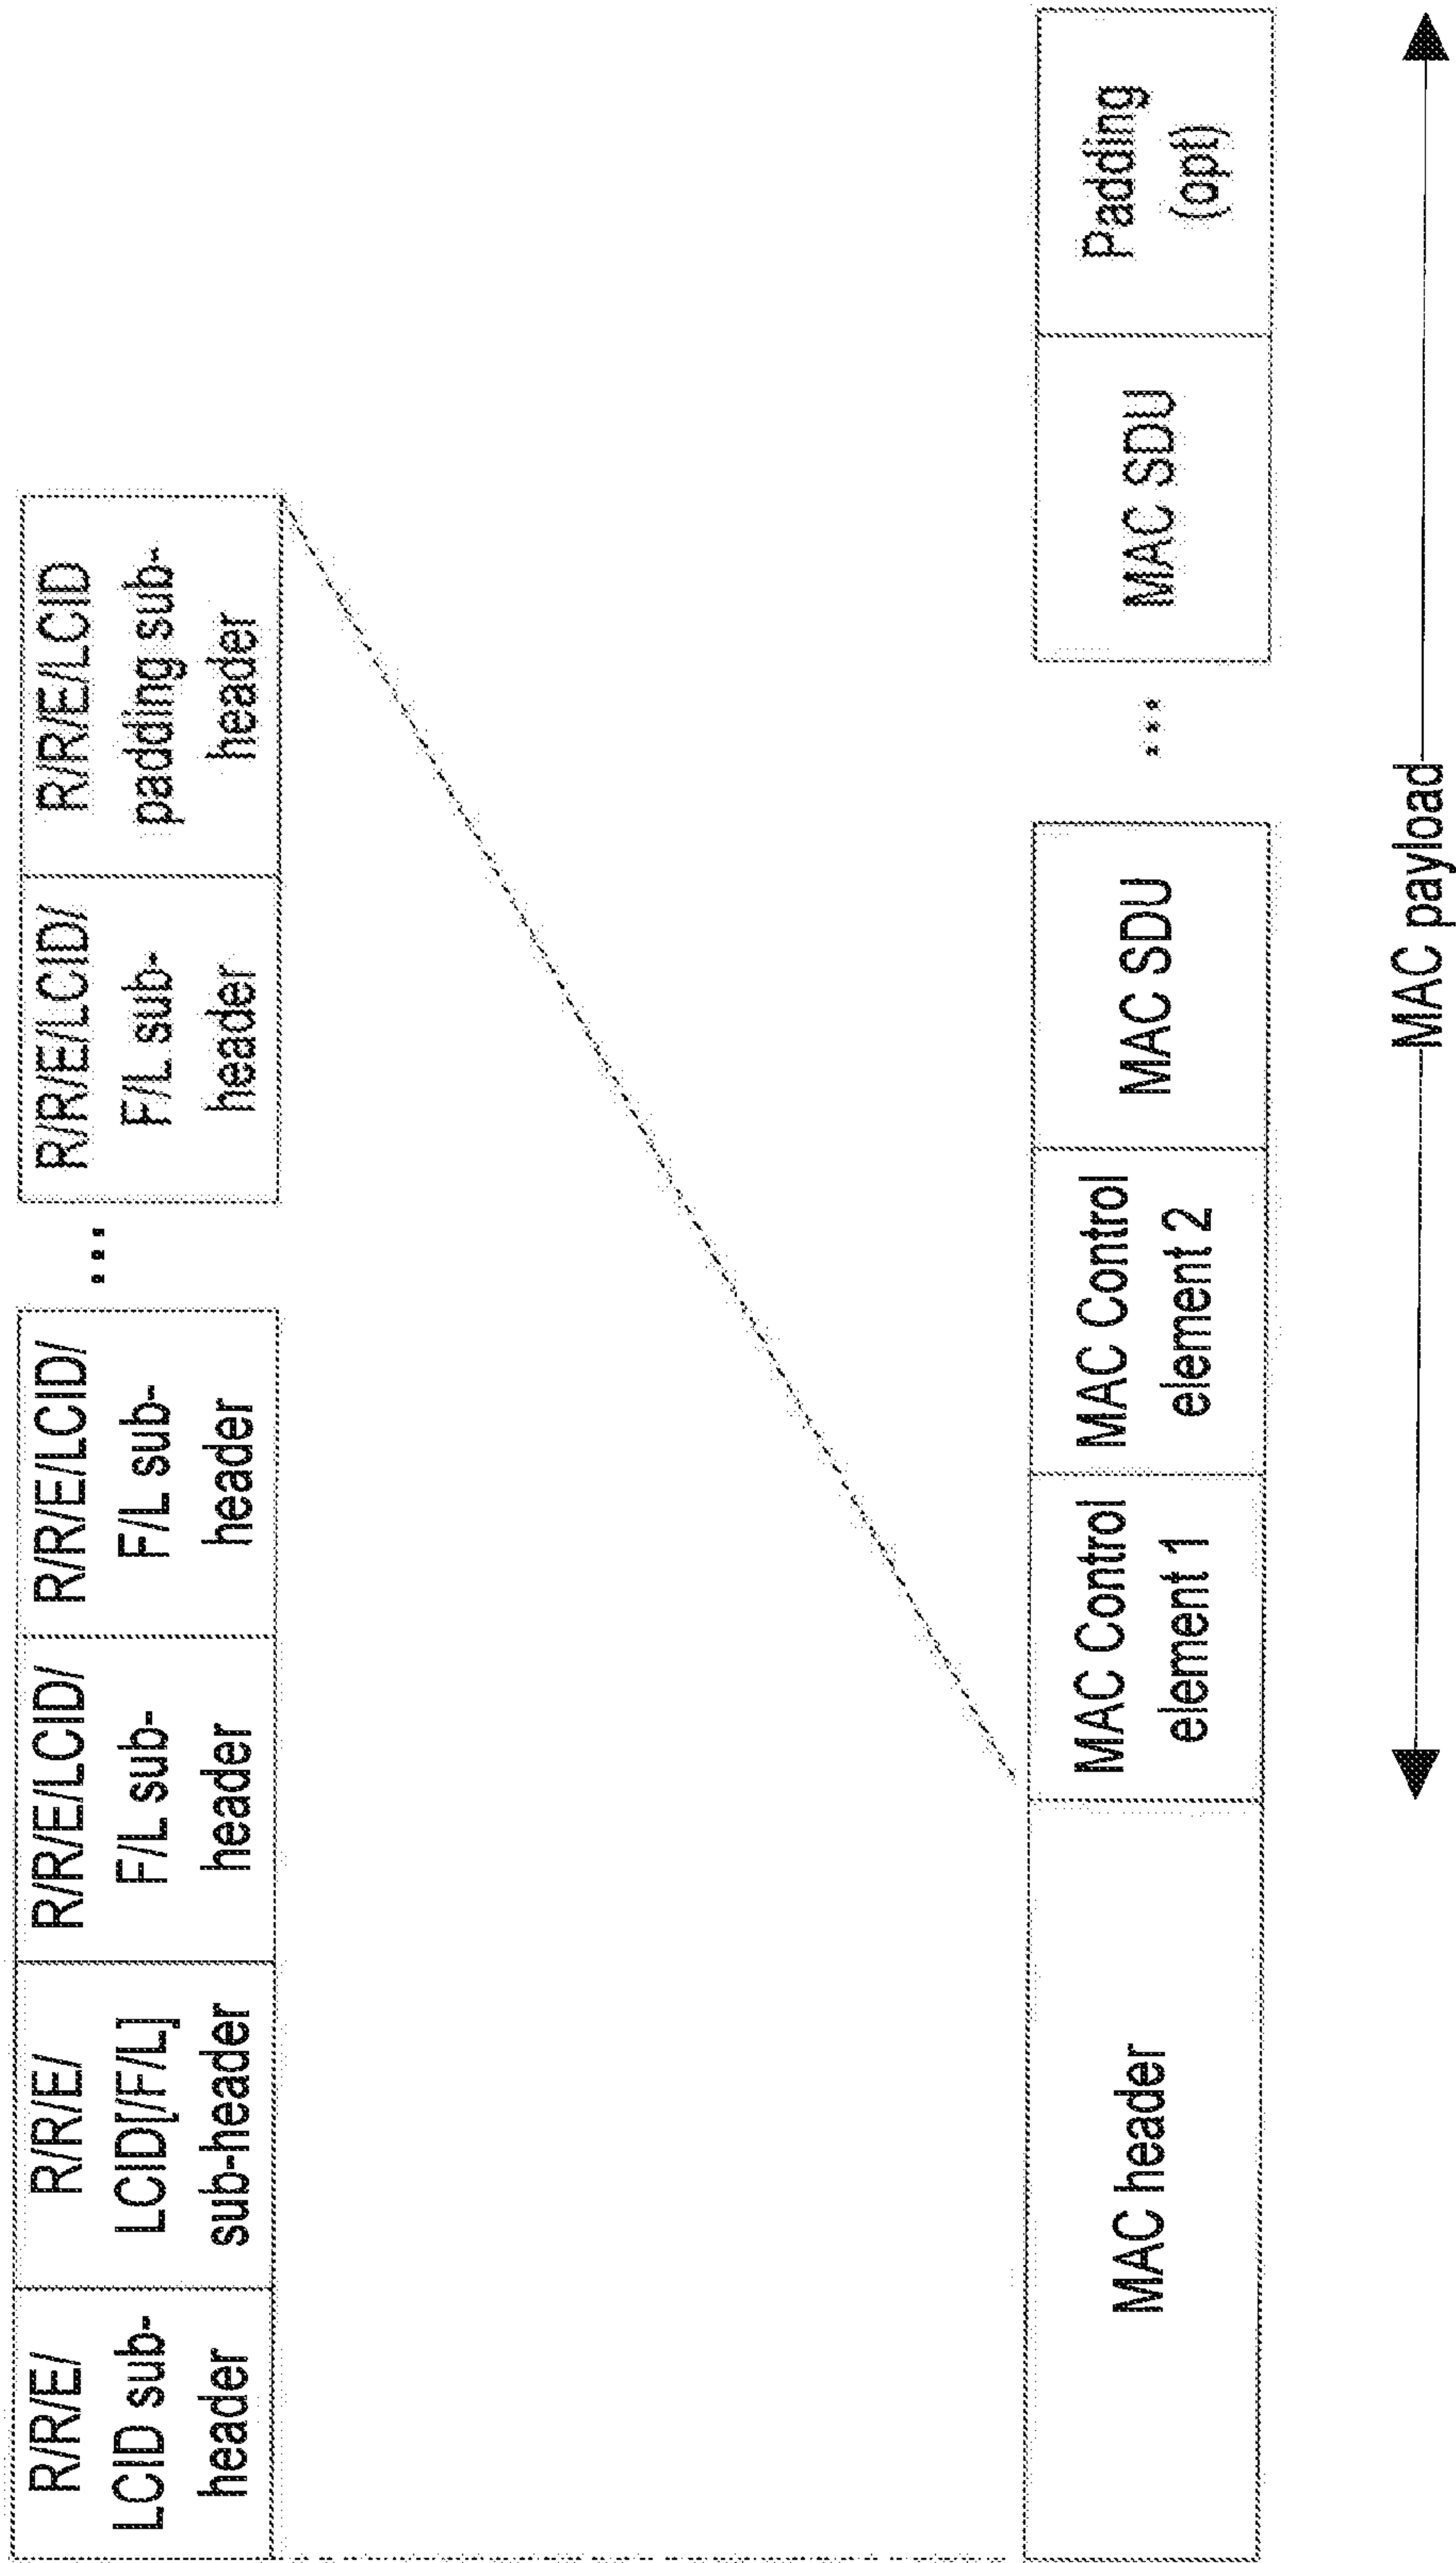 R/R/E/
LCID sub-
header
R/R/E/
LCID[/F/L]
sub-header
R/R/E/LCID/
F/L sub-
header
R/R/E/LCID/
F/L sub-
header
...
R/R/E/LCID/
F/L sub-
header
R/R/E/LCID
padding sub-
header
MAC header
MAC Control
element 1
MAC Control
element 2
MAC SDU
...
MAC SDU
Padding
(opt)
MAC payload